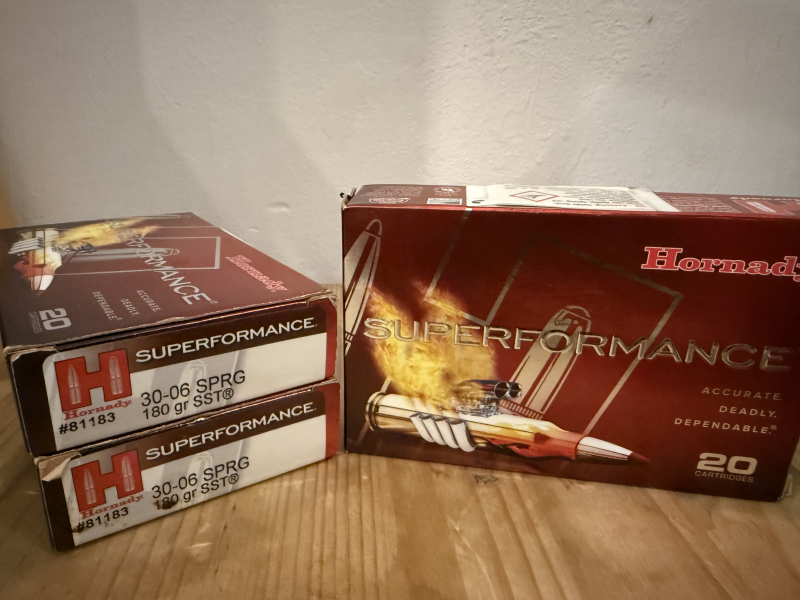 SUPERFORMANCE
Hornady
ACCURATE.
DEADLY.
DEPENDABLE.®
20
CARTRIDGES
SUPERFORMANCE
H
Hornady
#81183
30-06 SPRG
180 gr SST®
SUPERFORMANCE
H
Hornady
#81183
30-06 SPRG
180 gr SST®
Hornady
SUPERFORMANCE
ACCURATE.
DEADLY.
DEPENDABLE.®
20
CARTRIDGES